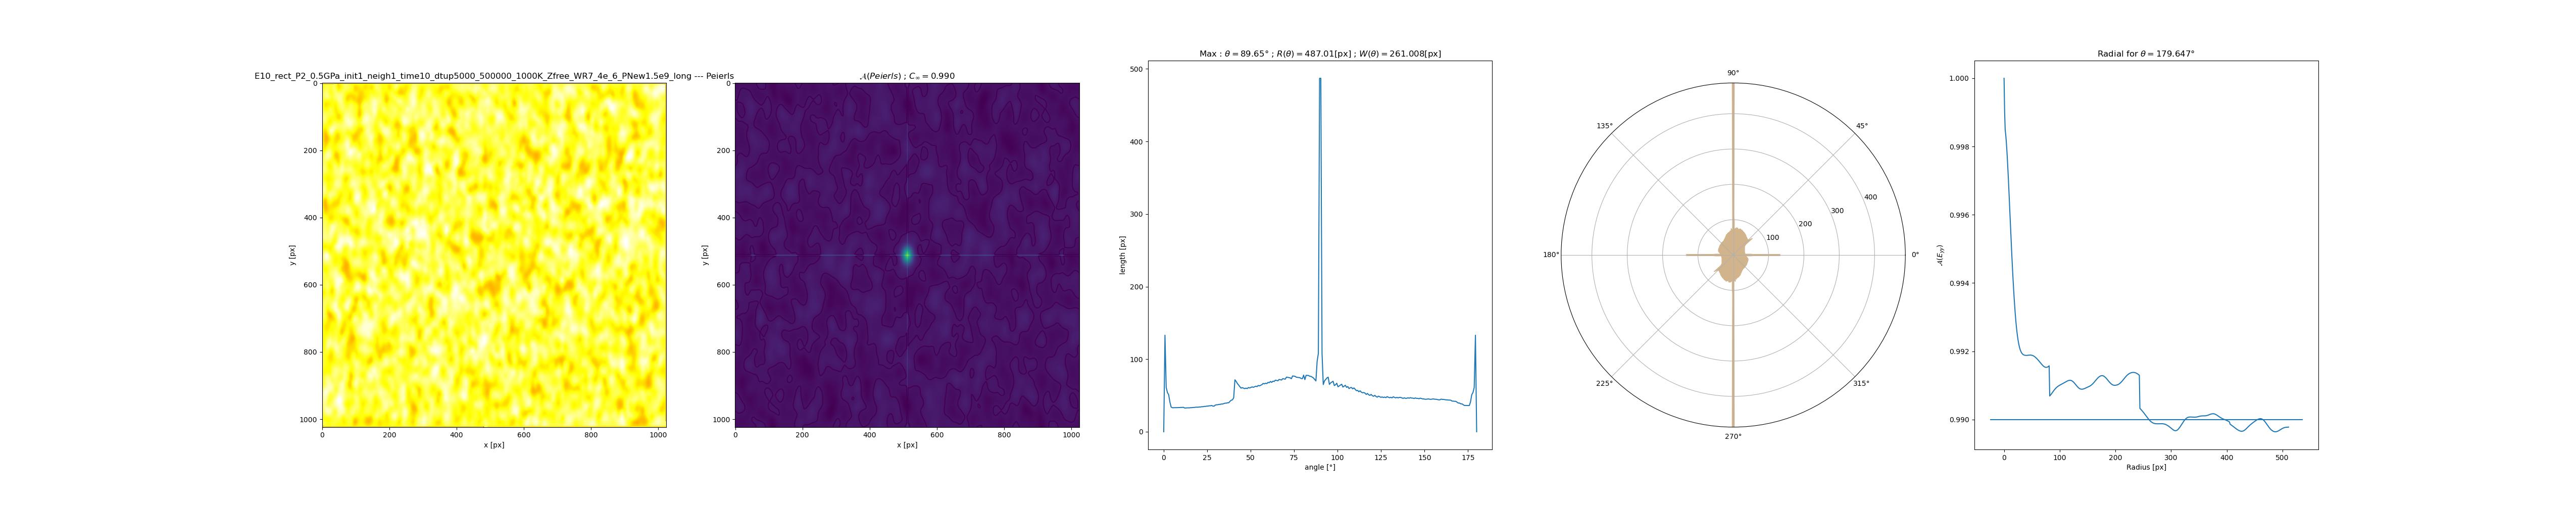 E10_rect_P2_0.5GPa_init1_neigh1_time10_dtup5000_500000_1000K_Zfree_WR7_4e_6_PNew1.5e9_long --- Peierls
0
200
400
600
800
1000
y [px]
0 200 400 600 800 1000
x [px]
𝒜(Peierls) ; C∞ = 0.990
0
200
400
600
800
1000
y [px]
0 200 400 600 800 1000
x [px]
Max : θ = 89.65° ; R(θ) = 487.01[px] ; W(θ) = 261.008[px]
500
400
300
200
100
0
length [px]
0 25 50 75 100 125 150 175
angle [°]
90°
135° 45°
400
300
200
100
180° 0°
225° 315°
270°
Radial for θ = 179.647°
1.000
0.998
0.996
0.994
0.992
0.990
𝒜(Eyy)
0 100 200 300 400 500
Radius [px]